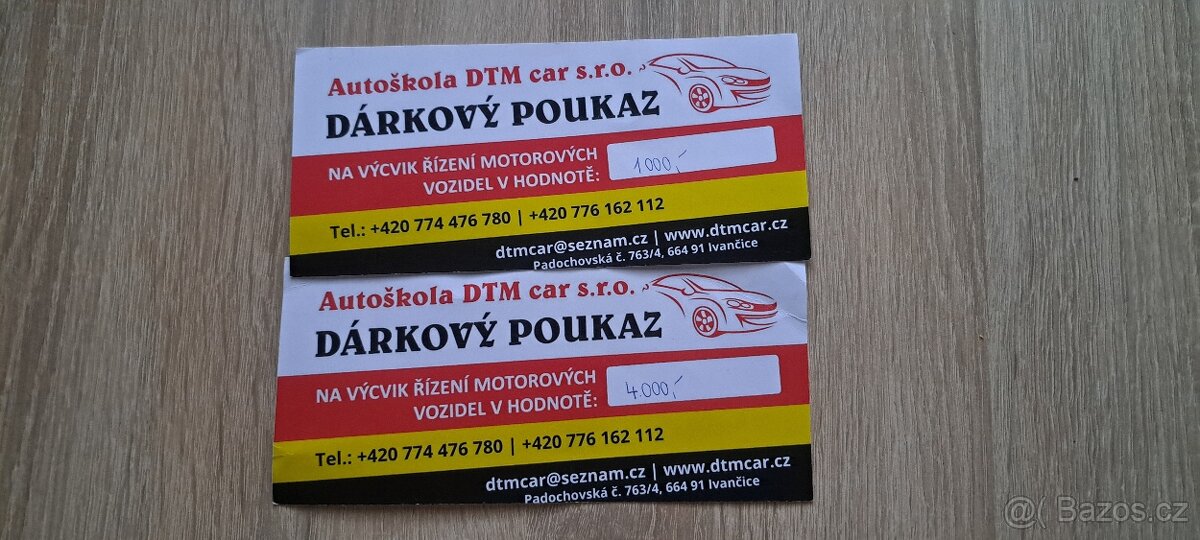 Autoškola DTM car s.r.o.
DÁRKOVÝ POUKAZ
NA VÝCVIK ŘÍZENÍ MOTOROVÝCH
VOZIDEL V HODNOTĚ: 1000,-
Tel.: +420 774 476 780 | +420 776 162 112
dtmcar@seznam.cz | www.dtmcar.cz
Padochovská č. 763/4, 664 91 Ivančice
Autoškola DTM car s.r.o.
DÁRKOVÝ POUKAZ
NA VÝCVIK ŘÍZENÍ MOTOROVÝCH
VOZIDEL V HODNOTĚ: 4.000,-
Tel.: +420 774 476 780 | +420 776 162 112
dtmcar@seznam.cz | www.dtmcar.cz
Padochovská č. 763/4, 664 91 Ivančice
@( Bazos.cz